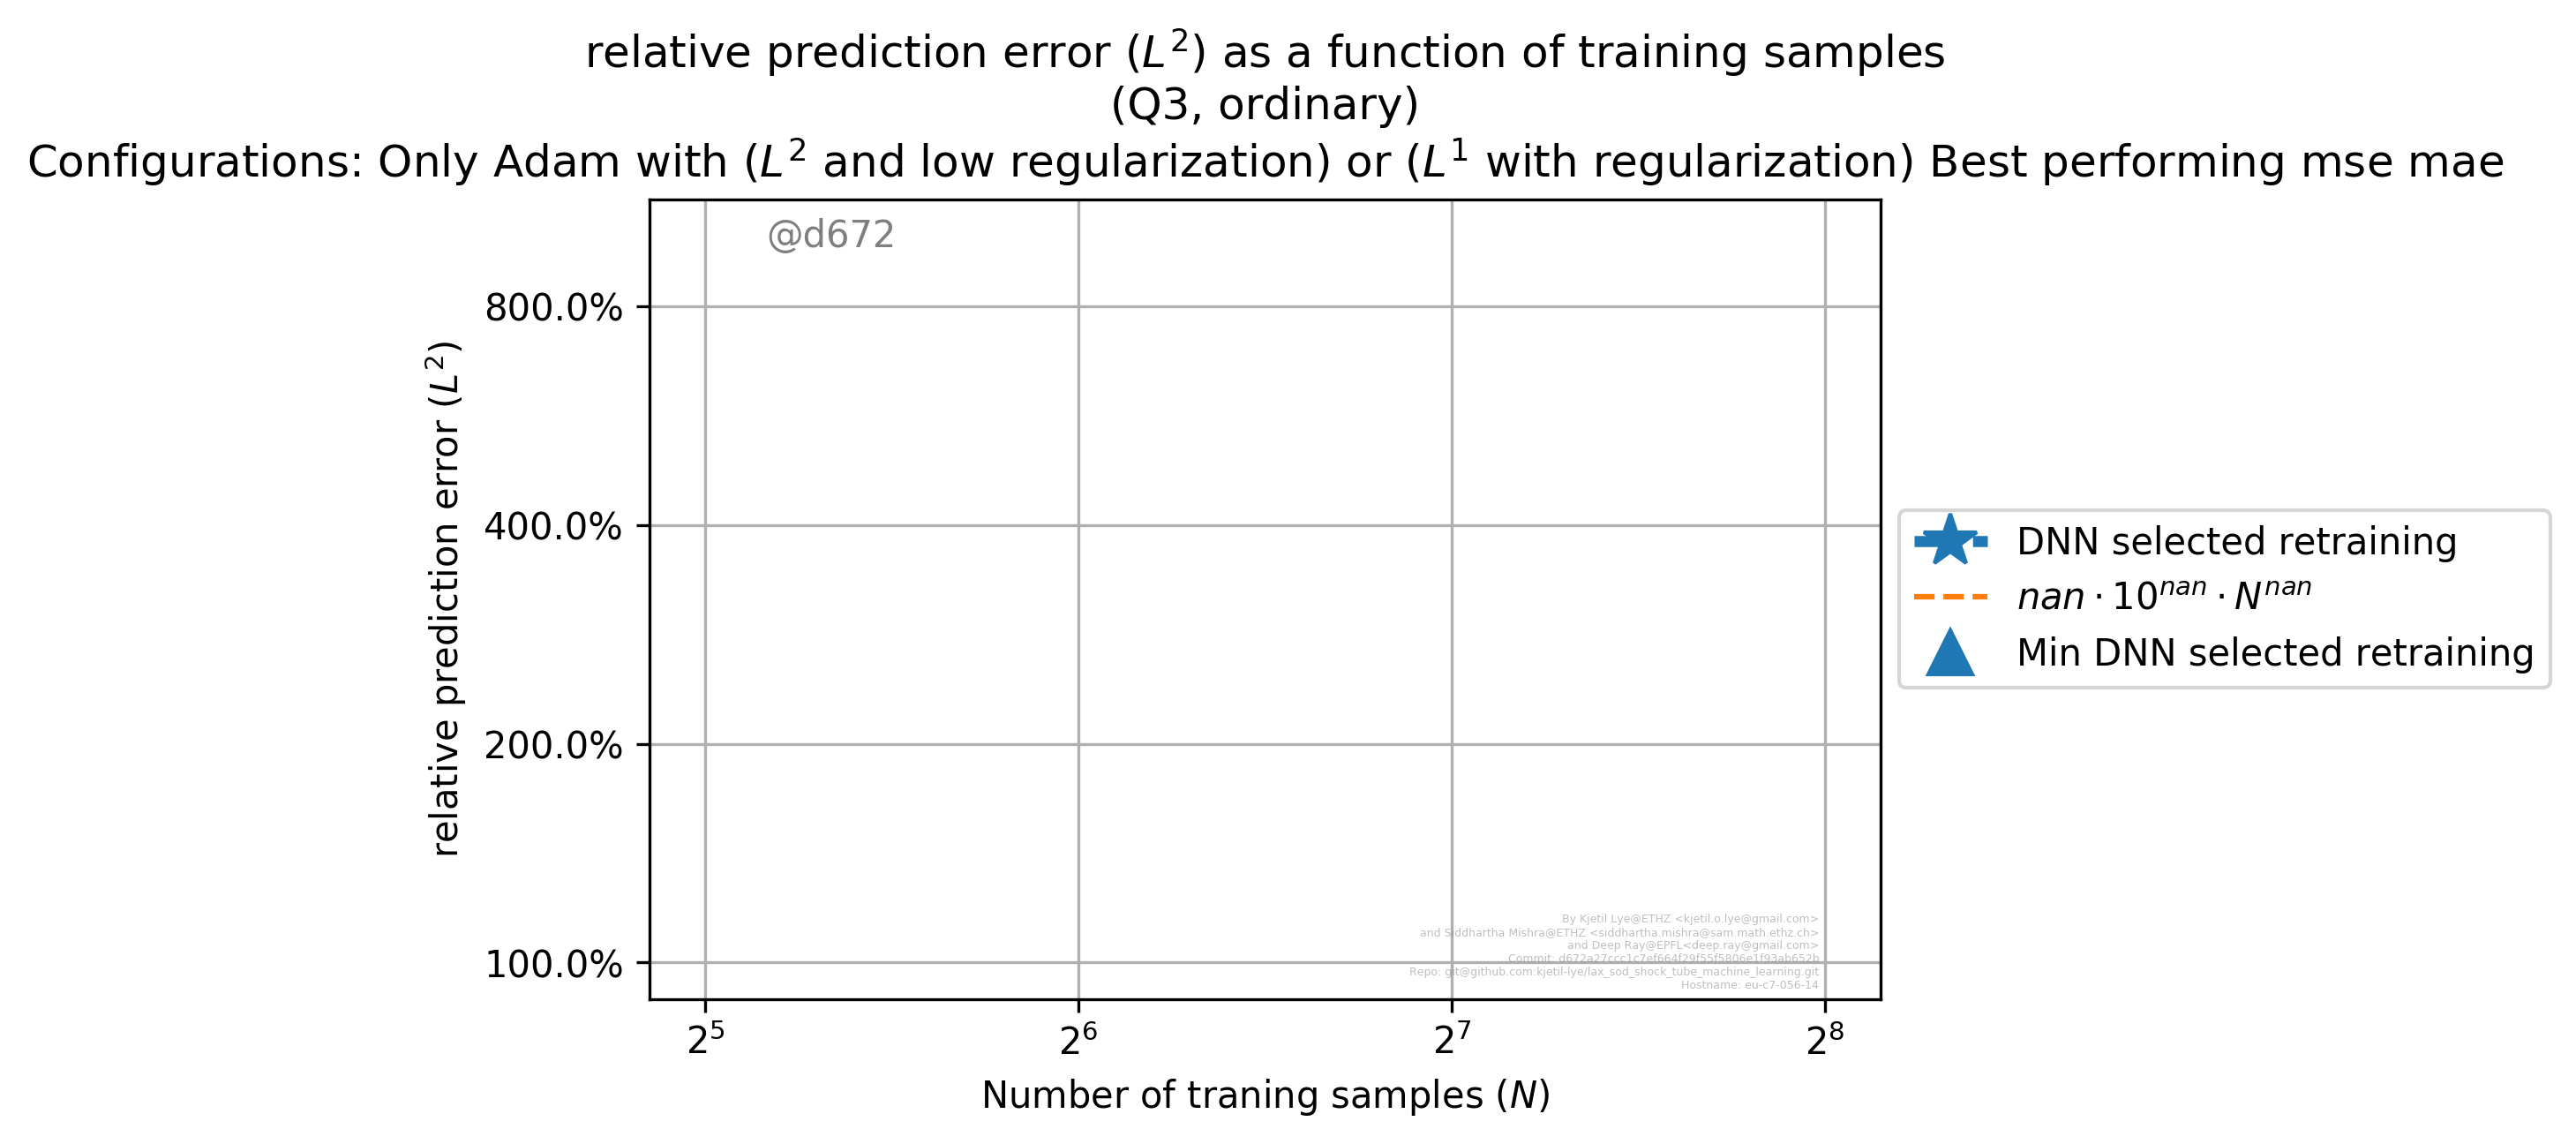 relative prediction error (L²) as a function of training samples
(Q3, ordinary)
Configurations: Only Adam with (L² and low regularization) or (L¹ with regularization) Best performing mse mae
@d672
800.0%
400.0%
200.0%
100.0%
relative prediction error (L²)
2⁵ 2⁶ 2⁷ 2⁸
Number of traning samples (N)
DNN selected retraining
nan · 10ⁿᵃⁿ · Nⁿᵃⁿ
Min DNN selected retraining
By Kjetil Lye@ETHZ <kjetil.o.lye@gmail.com>
and Siddhartha Mishra@ETHZ <siddhartha.mishra@sam.math.ethz.ch>
and Deep Ray@EPFL<deep.ray@gmail.com>
Commit: d672a27ccc1c7ef664f29f55f5806e1f93ab652b
Repo: git@github.com:kjetil-lye/lax_sod_shock_tube_machine_learning.git
Hostname: eu-c7-056-14